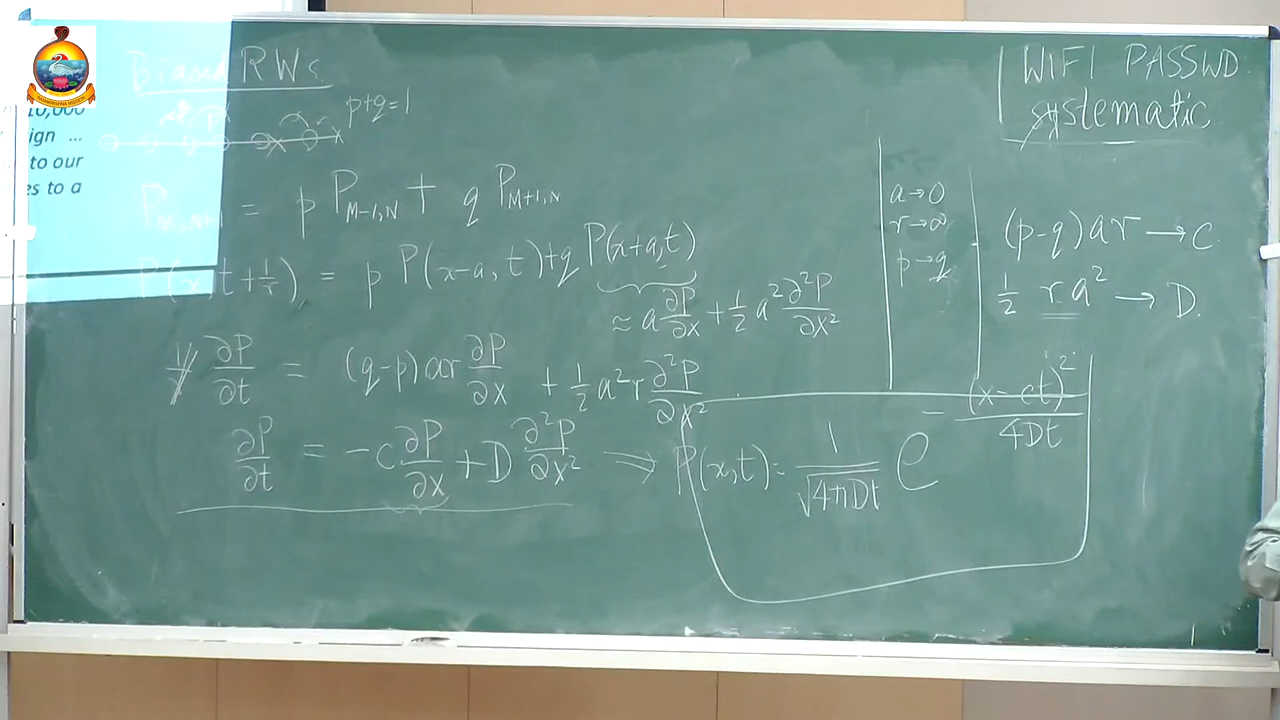 10,000
ign ...
to our
es to a
Biased RWs
p+q=1
WIFI PASSWD
systematic
= p P_{M-1,N} + q P_{M+1,N}
P(x,t+1/r) = p P(x-a,t)+q P(x+a,t)
≈ a ∂P/∂x + 1/2 a² ∂²P/∂x²
a→0
r→∞
p→q
(p-q)ar → C
1/2 ra² → D.
1/r ∂P/∂t = (q-p)ar ∂P/∂x + 1/2 a²r ∂²P/∂x²
∂P/∂t = -c ∂P/∂x + D ∂²P/∂x² ⇒ P(x,t) = 1/√4πDt e^{-(x-ct)²/4Dt}